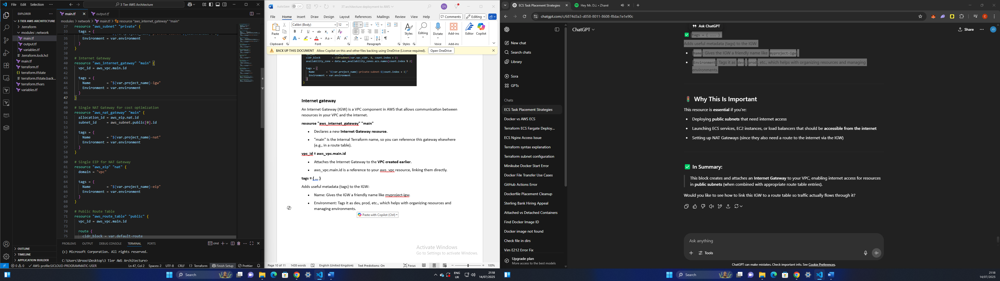 File Edit Selection ··· 3 Tier AWS Architecture
EXPLORER
3 TIER AWS ARCHITECTURE
.terraform
modules \ network
main.tf
output.tf
variables.tf
.terraform.lock.hcl
main.tf
terraform.tf
terraform.tfstate
terraform.tfstate.back...
terraform.tfvars
variables.tf
OUTLINE
TIMELINE
APPLICATION BUILDER
main.tf output.tf
modules > network > main.tf > resource "aws_internet_gateway" "main"
27 resource "aws_subnet" "private" {
33 tags = {
35 Environment = var.environment
36 }
37 }
38
39 # Internet Gateway
40 resource "aws_internet_gateway" "main" {
41 vpc_id = aws_vpc.main.id
42
43 tags = {
44 Name = "${var.project_name}-igw"
45 Environment = var.environment
46 }
47 }
48
49 # Single NAT Gateway for cost optimization
50 resource "aws_nat_gateway" "main" {
51 allocation_id = aws_eip.nat.id
52 subnet_id = aws_subnet.public[0].id
53
54 tags = {
55 Name = "${var.project_name}-nat"
56 Environment = var.environment
57 }
58 }
59
60 # Single EIP for NAT Gateway
61 resource "aws_eip" "nat" {
62 domain = "vpc"
63
64 tags = {
65 Name = "${var.project_name}-eip"
66 Environment = var.environment
67 }
68 }
69
70 # Public Route Table
71 resource "aws_route_table" "public" {
72 vpc_id = aws_vpc.main.id
73
74 route {
75 cidr_block = var.default-route
PROBLEMS OUTPUT DEBUG CONSOLE TERMINAL PORTS cmd
(c) Microsoft Corporation. All rights reserved.
C:\Users\Brooo\Desktop\3 Tier AWS Architecture>
0 0 AWS: profile:SJCLOUD-PROGRAMMATIC-USER Ln 47, Col 2 Spaces: 2 UTF-8 CRLF {} Terraform Finish Setup Prettier
AutoSave Off 3T architecture deployment to AWS SN
File Home Insert Draw Design Layout References Mailings Review View Help Comments Editing
Paste Calibri (Body) 12 Styles Editing Dictate Add-ins Editor Copilot
Clipboard Font Paragraph Styles Voice Add-ins
BACK UP THIS DOCUMENT Allow Copilot on this and other files backing using OneDrive (License required). Open OneDrive
cidr_block = cidrsubnet(var.vpc_cidr, 8, count.index + 2)
availability_zone = data.aws_availability_zones.azs.names[count.index % 2]
tags = {
Name = "${var.project_name}-private-subnet-${count.index + 1}"
Environment = var.environment
}
}
Internet gateway
An Internet Gateway (IGW) is a VPC component in AWS that allows communication between
resources in your VPC and the internet.
resource "aws_internet_gateway" "main"
• Declares a new Internet Gateway resource.
• "main" is the internal Terraform name, so you can reference this gateway elsewhere
(e.g., in a route table).
vpc_id = aws_vpc.main.id
• Attaches the Internet Gateway to the VPC created earlier.
• aws_vpc.main.id is a reference to your aws_vpc resource, linking them directly.
tags = { ... }
Adds useful metadata (tags) to the IGW:
• Name: Gives the IGW a friendly name like myproject-igw.
• Environment: Tags it as dev, prod, etc., which helps with organizing resources and
managing environments.
Paste with Copilot (Ctrl)
Activate Windows
Go to Settings to activate Windows.
Page 10 of 11 1438 words English (United Kingdom) Text Predictions: On Focus 100%
Search ENG UK 21:18 14/07/2025
ECS Task Placement Strategies Hey Mr. D.J. • Zhané
chatgpt.com/c/6874d3a3-d058-8011-8608-f8dac1e1e90c
New chat
Search chats
Library
Sora
GPTs
Chats
ECS Task Placement Strategies
Docker vs AWS ECS
Terraform ECS Fargate Deploy...
ECS Nginx Access Issue
Terraform syntax explanation
Terraform subnet configuration
Minikube Docker Start Error
Docker File Transfer Use Cases
GitHub Actions Error
Dockerfile Placement Cleanup
Sterling Bank Hiring Appeal
Attached vs Detached Containers
Find Docker Image ID
Docker image not found
Check file in dirs
Vim E212 Error Fix
Upgrade plan
More access to the best models
ChatGPT Share ··· JO
Ask ChatGPT
tags = { ... }
Adds useful metadata (tags) to the IGW:
• Name: Gives the IGW a friendly name like myproject-igw.
• Environment: Tags it as dev, prod, etc., which helps with organizing resources and managing
environments.
Why This Is Important
This resource is essential if you're:
• Deploying public subnets that need internet access
• Launching ECS services, EC2 instances, or load balancers that should be accessible from the internet
• Setting up NAT Gateways (since they also need a route to the internet via the IGW)
In Summary:
This block creates and attaches an Internet Gateway to your VPC, enabling internet access for resources
in public subnets (when combined with appropriate route table entries).
Would you like to see how to link this IGW to a route table so traffic actually flows through it?
Ask anything
Tools
ChatGPT can make mistakes. Check important info. See Cookie Preferences.
Search 21:18 14/07/2025